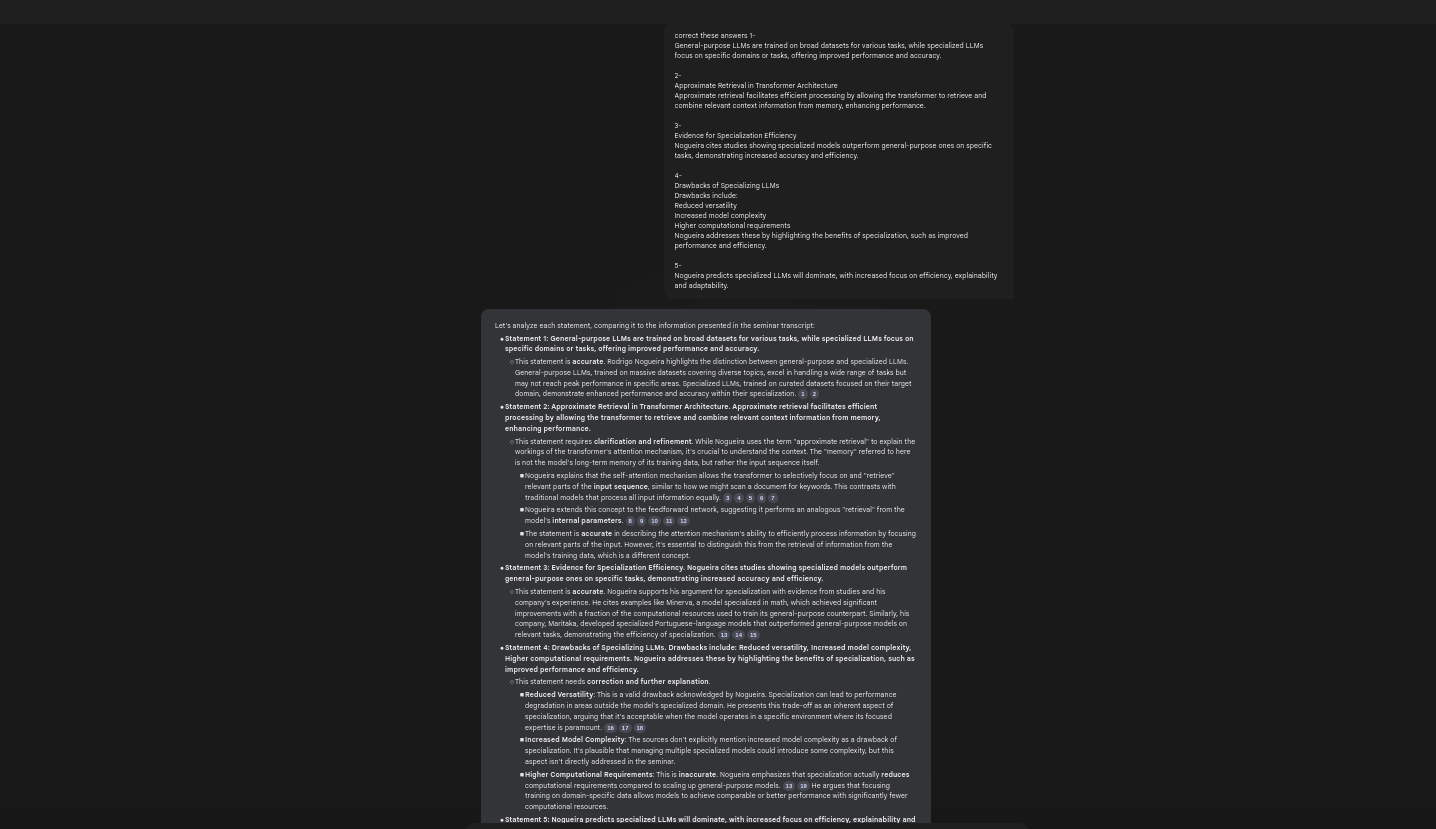 correct these answers 1-
General-purpose LLMs are trained on broad datasets for various tasks, while specialized LLMs
focus on specific domains or tasks, offering improved performance and accuracy.
2-
Approximate Retrieval in Transformer Architecture
Approximate retrieval facilitates efficient processing by allowing the transformer to retrieve and
combine relevant context information from memory, enhancing performance.
3-
Evidence for Specialization Efficiency
Nogueira cites studies showing specialized models outperform general-purpose ones on specific
tasks, demonstrating increased accuracy and efficiency.
4-
Drawbacks of Specializing LLMs
Drawbacks include:
Reduced versatility
Increased model complexity
Higher computational requirements
Nogueira addresses these by highlighting the benefits of specialization, such as improved
performance and efficiency.
5-
Nogueira predicts specialized LLMs will dominate, with increased focus on efficiency, explainability
and adaptability.
Let's analyze each statement, comparing it to the information presented in the seminar transcript:
Statement 1: General-purpose LLMs are trained on broad datasets for various tasks, while specialized LLMs focus on
specific domains or tasks, offering improved performance and accuracy.
This statement is accurate. Rodrigo Nogueira highlights the distinction between general-purpose and specialized LLMs.
General-purpose LLMs, trained on massive datasets covering diverse topics, excel in handling a wide range of tasks but
may not reach peak performance in specific areas. Specialized LLMs, trained on curated datasets focused on their target
domain, demonstrate enhanced performance and accuracy within their specialization. 1 2
Statement 2: Approximate Retrieval in Transformer Architecture. Approximate retrieval facilitates efficient
processing by allowing the transformer to retrieve and combine relevant context information from memory,
enhancing performance.
This statement requires clarification and refinement. While Nogueira uses the term "approximate retrieval" to explain the
workings of the transformer's attention mechanism, it's crucial to understand the context. The "memory" referred to here
is not the model's long-term memory of its training data, but rather the input sequence itself.
Nogueira explains that the self-attention mechanism allows the transformer to selectively focus on and "retrieve"
relevant parts of the input sequence, similar to how we might scan a document for keywords. This contrasts with
traditional models that process all input information equally. 3 4 5 6 7
Nogueira extends this concept to the feedforward network, suggesting it performs an analogous "retrieval" from the
model's internal parameters. 8 9 10 11 12
The statement is accurate in describing the attention mechanism's ability to efficiently process information by focusing
on relevant parts of the input. However, it's essential to distinguish this from the retrieval of information from the
model's training data, which is a different concept.
Statement 3: Evidence for Specialization Efficiency. Nogueira cites studies showing specialized models outperform
general-purpose ones on specific tasks, demonstrating increased accuracy and efficiency.
This statement is accurate. Nogueira supports his argument for specialization with evidence from studies and his
company's experience. He cites examples like Minerva, a model specialized in math, which achieved significant
improvements with a fraction of the computational resources used to train its general-purpose counterpart. Similarly, his
company, Maritaka, developed specialized Portuguese-language models that outperformed general-purpose models on
relevant tasks, demonstrating the efficiency of specialization. 13 14 15
Statement 4: Drawbacks of Specializing LLMs. Drawbacks include: Reduced versatility, Increased model complexity,
Higher computational requirements. Nogueira addresses these by highlighting the benefits of specialization, such as
improved performance and efficiency.
This statement needs correction and further explanation.
Reduced Versatility: This is a valid drawback acknowledged by Nogueira. Specialization can lead to performance
degradation in areas outside the model's specialized domain. He presents this trade-off as an inherent aspect of
specialization, arguing that it's acceptable when the model operates in a specific environment where its focused
expertise is paramount. 16 17 18
Increased Model Complexity: The sources don't explicitly mention increased model complexity as a drawback of
specialization. It's plausible that managing multiple specialized models could introduce some complexity, but this
aspect isn't directly addressed in the seminar.
Higher Computational Requirements: This is inaccurate. Nogueira emphasizes that specialization actually reduces
computational requirements compared to scaling up general-purpose models. 13 19 He argues that focusing
training on domain-specific data allows models to achieve comparable or better performance with significantly fewer
computational resources.
Statement 5: Nogueira predicts specialized LLMs will dominate, with increased focus on efficiency, explainability and